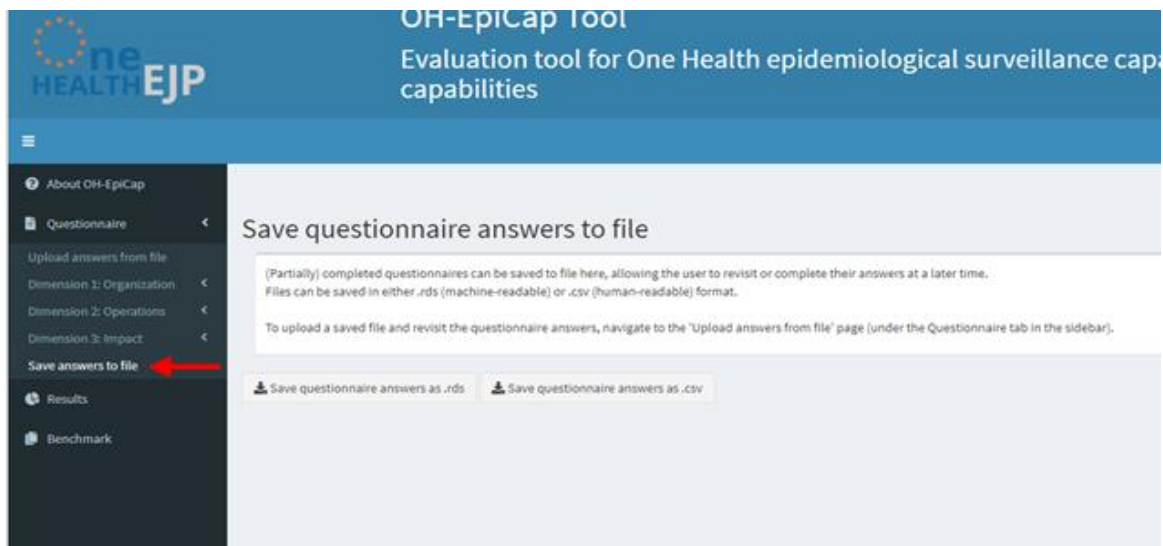 One
HEALTHEJP
OH-EpiCap Tool
Evaluation tool for One Health epidemiological surveillance capa
capabilities
About OH-EpiCap
Questionnaire
Upload answers from file
Dimension 1: Organization
Dimension 2: Operations
Dimension 3: Impact
Save answers to file
Results
Benchmark
Save questionnaire answers to file
(Partially) completed questionnaires can be saved to file here, allowing the user to revisit or complete their answers at a later time.
Files can be saved in either .rds (machine-readable) or .csv (human-readable) format.
To upload a saved file and revisit the questionnaire answers, navigate to the 'Upload answers from file' page (under the Questionnaire tab in the sidebar).
Save questionnaire answers as .rds
Save questionnaire answers as .csv